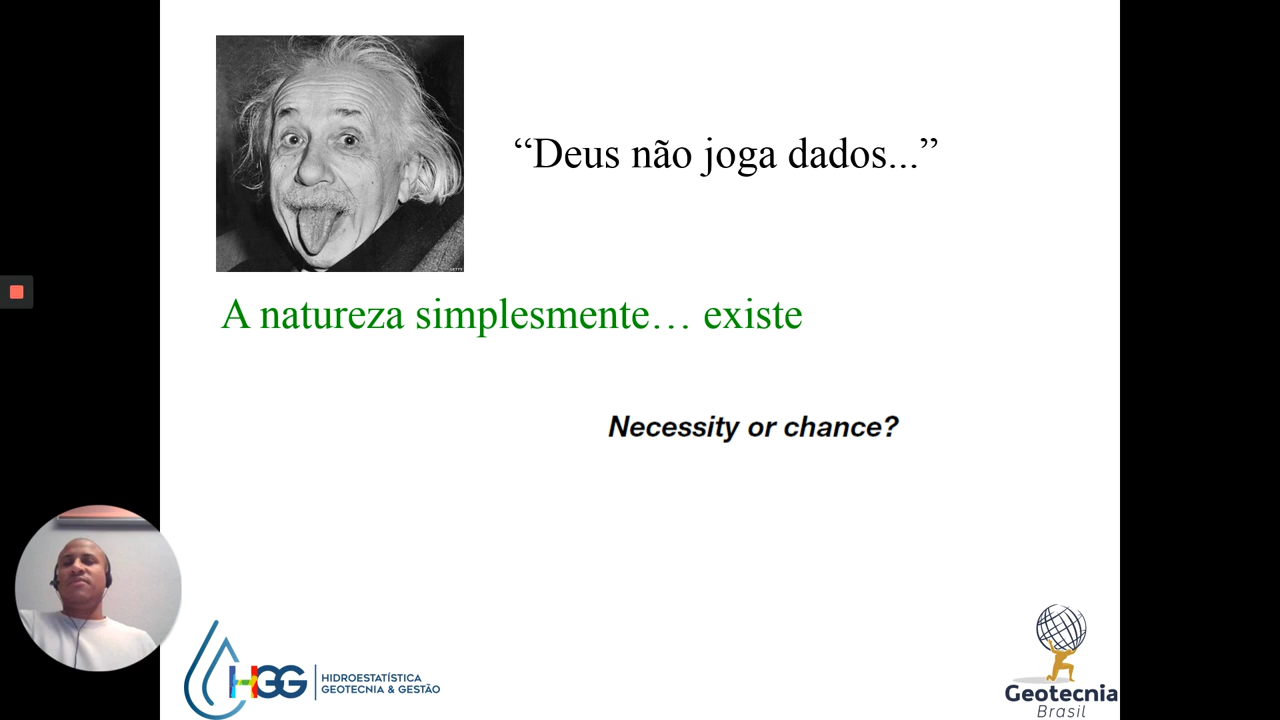 “Deus não joga dados...”
A natureza simplesmente… existe
Necessity or chance?
HGG
HIDROESTATÍSTICA
GEOTECNIA & GESTÃO
Geotecnia
Brasil